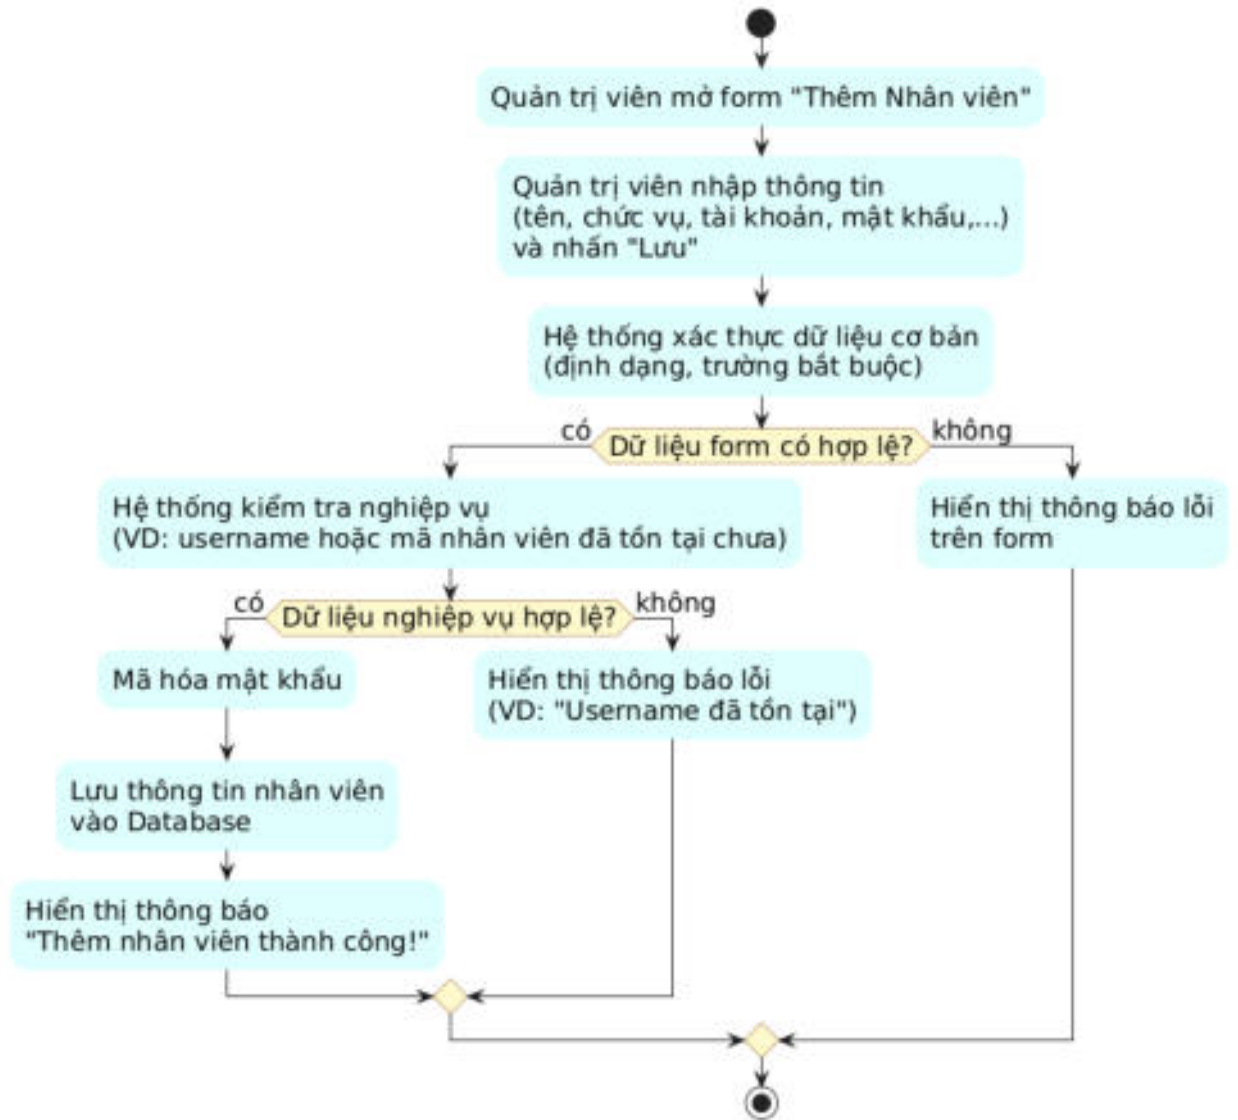 Quản trị viên mở form "Thêm Nhân viên"
Quản trị viên nhập thông tin
(tên, chức vụ, tài khoản, mật khẩu,...)
và nhấn "Lưu"
Hệ thống xác thực dữ liệu cơ bản
(định dạng, trường bắt buộc)
có
Dữ liệu form có hợp lệ?
không
Hệ thống kiểm tra nghiệp vụ
(VD: username hoặc mã nhân viên đã tồn tại chưa)
Hiển thị thông báo lỗi
trên form
có
Dữ liệu nghiệp vụ hợp lệ?
không
Mã hóa mật khẩu
Hiển thị thông báo lỗi
(VD: "Username đã tồn tại")
Lưu thông tin nhân viên
vào Database
Hiển thị thông báo
"Thêm nhân viên thành công!"